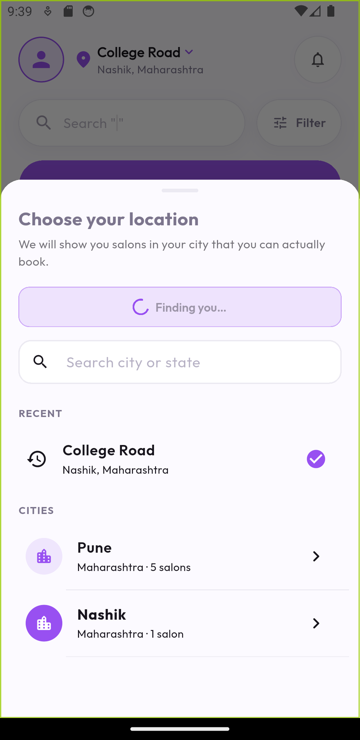 9:39
College Road
Nashik, Maharashtra
Search "|"
Filter
Choose your location
We will show you salons in your city that you can actually
book.
Finding you...
Search city or state
RECENT
College Road
Nashik, Maharashtra
CITIES
Pune
Maharashtra · 5 salons
Nashik
Maharashtra · 1 salon